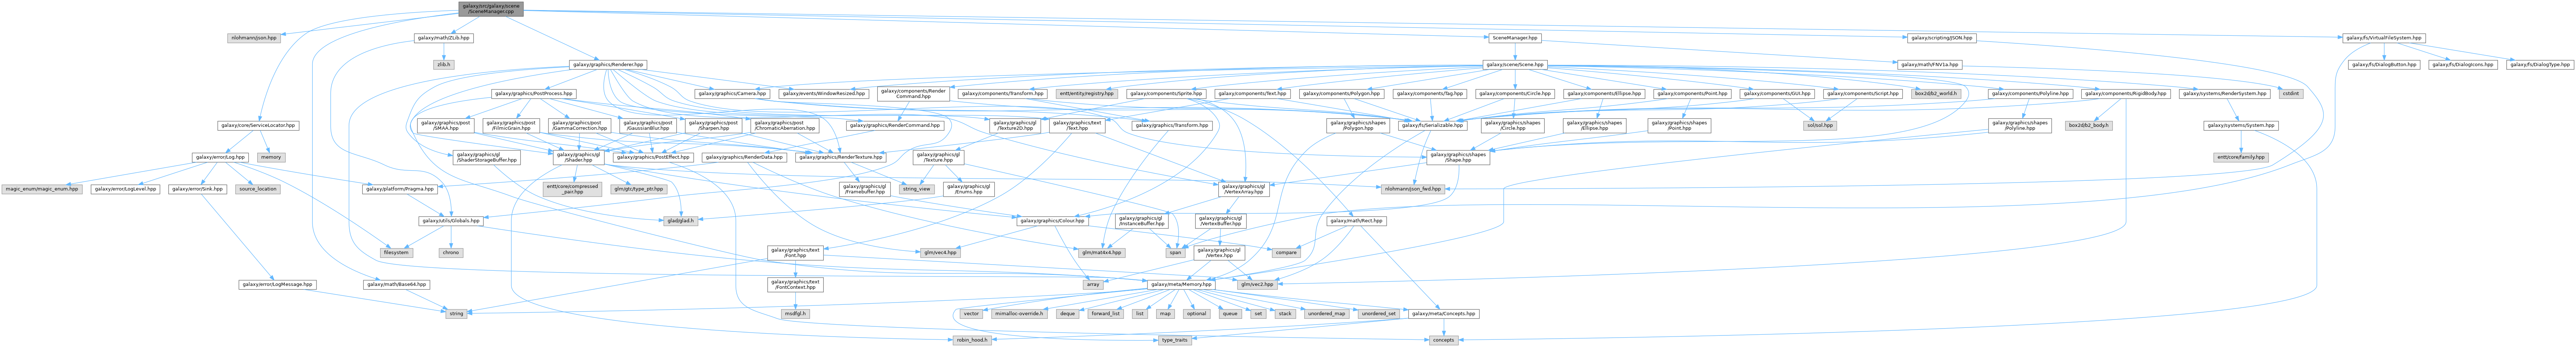 galaxy/src/galaxy/scene
/SceneManager.cpp
nlohmann/json.hpp
galaxy/math/ZLib.hpp
SceneManager.hpp
galaxy/scripting/JSON.hpp
galaxy/fs/VirtualFileSystem.hpp
zlib.h
galaxy/graphics/Renderer.hpp
galaxy/scene/Scene.hpp
galaxy/math/FNV1a.hpp
galaxy/fs/DialogButton.hpp
galaxy/fs/DialogIcons.hpp
galaxy/fs/DialogType.hpp
galaxy/graphics/PostProcess.hpp
galaxy/graphics/Camera.hpp
galaxy/events/WindowResized.hpp
galaxy/components/Render
Command.hpp
galaxy/components/Transform.hpp
entt/entity/registry.hpp
galaxy/components/Sprite.hpp
galaxy/components/Text.hpp
galaxy/components/Polygon.hpp
galaxy/components/Tag.hpp
galaxy/components/Circle.hpp
galaxy/components/Ellipse.hpp
galaxy/components/Point.hpp
galaxy/components/GUI.hpp
galaxy/components/Script.hpp
box2d/b2_world.h
galaxy/components/Polyline.hpp
galaxy/components/RigidBody.hpp
galaxy/systems/RenderSystem.hpp
cstdint
galaxy/core/ServiceLocator.hpp
galaxy/graphics/post
/SMAA.hpp
galaxy/graphics/post
/FilmicGrain.hpp
galaxy/graphics/post
/GammaCorrection.hpp
galaxy/graphics/post
/GaussianBlur.hpp
galaxy/graphics/post
/Sharpen.hpp
galaxy/graphics/post
/ChromaticAberration.hpp
galaxy/graphics/RenderCommand.hpp
galaxy/graphics/gl
/Texture2D.hpp
galaxy/graphics/text
/Text.hpp
galaxy/graphics/Transform.hpp
galaxy/graphics/shapes
/Polygon.hpp
galaxy/fs/Serializable.hpp
galaxy/graphics/shapes
/Circle.hpp
galaxy/graphics/shapes
/Ellipse.hpp
galaxy/graphics/shapes
/Point.hpp
sol/sol.hpp
galaxy/graphics/shapes
/Polyline.hpp
box2d/b2_body.h
galaxy/systems/System.hpp
galaxy/error/Log.hpp
memory
galaxy/graphics/gl
/ShaderStorageBuffer.hpp
galaxy/graphics/gl
/Shader.hpp
galaxy/graphics/PostEffect.hpp
galaxy/graphics/RenderData.hpp
galaxy/graphics/RenderTexture.hpp
galaxy/graphics/gl
/Texture.hpp
galaxy/graphics/shapes
/Shape.hpp
entt/core/family.hpp
magic_enum/magic_enum.hpp
galaxy/error/LogLevel.hpp
galaxy/error/Sink.hpp
source_location
galaxy/platform/Pragma.hpp
entt/core/compressed
_pair.hpp
glm/gtc/type_ptr.hpp
galaxy/graphics/gl
/Framebuffer.hpp
string_view
galaxy/graphics/gl
/Enums.hpp
galaxy/graphics/gl
/VertexArray.hpp
nlohmann/json_fwd.hpp
galaxy/utils/Globals.hpp
glad/glad.h
galaxy/graphics/Colour.hpp
galaxy/graphics/gl
/InstanceBuffer.hpp
galaxy/graphics/gl
/VertexBuffer.hpp
galaxy/math/Rect.hpp
filesystem
chrono
galaxy/graphics/text
/Font.hpp
glm/vec4.hpp
glm/mat4x4.hpp
span
galaxy/graphics/gl
/Vertex.hpp
compare
galaxy/error/LogMessage.hpp
galaxy/math/Base64.hpp
galaxy/graphics/text
/FontContext.hpp
array
galaxy/meta/Memory.hpp
glm/vec2.hpp
string
msdfgl.h
vector
mimalloc-override.h
deque
forward_list
list
map
optional
queue
set
stack
unordered_map
unordered_set
galaxy/meta/Concepts.hpp
robin_hood.h
type_traits
concepts